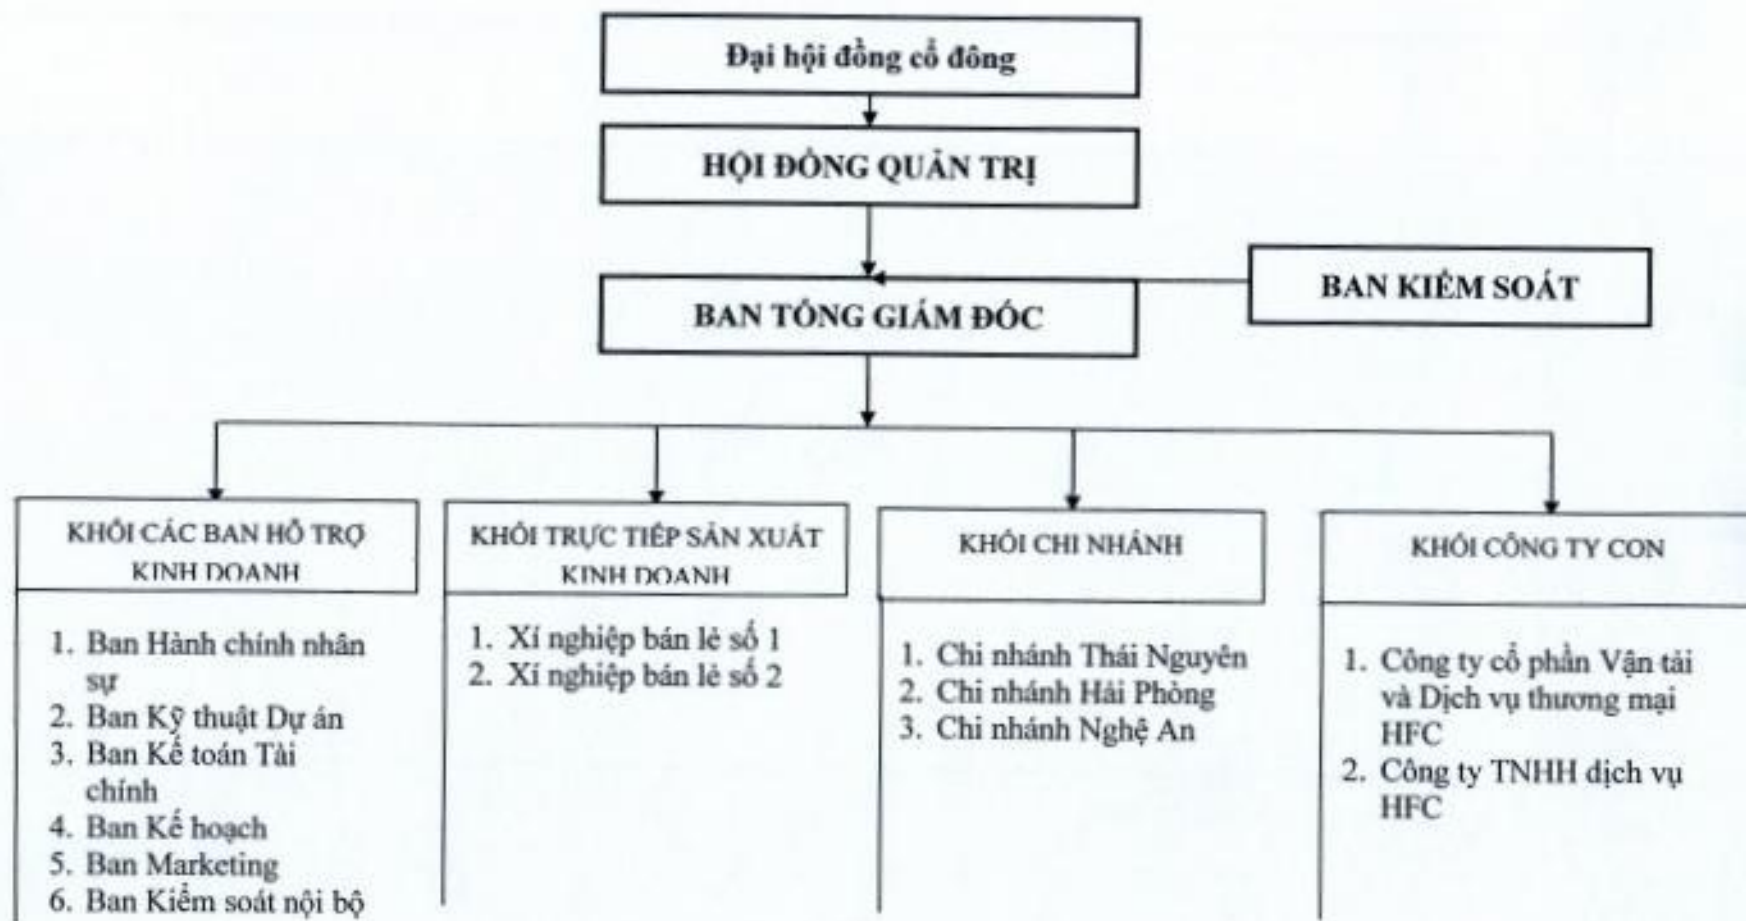 Đại hội đồng cổ đông
HỘI ĐỒNG QUẢN TRỊ
BAN KIỂM SOÁT
BAN TỔNG GIÁM ĐỐC
KHỐI CÁC BAN HỖ TRỢ
KINH DOANH
1. Ban Hành chính nhân
sự
2. Ban Kỹ thuật Dự án
3. Ban Kế toán Tài
chính
4. Ban Kế hoạch
5. Ban Marketing
6. Ban Kiểm soát nội bộ
KHỐI TRỰC TIẾP SẢN XUẤT
KINH DOANH
1. Xí nghiệp bán lẻ số 1
2. Xí nghiệp bán lẻ số 2
KHỐI CHI NHÁNH
1. Chi nhánh Thái Nguyên
2. Chi nhánh Hải Phòng
3. Chi nhánh Nghệ An
KHỐI CÔNG TY CON
1. Công ty cổ phần Vận tải
và Dịch vụ thương mại
HFC
2. Công ty TNHH dịch vụ
HFC